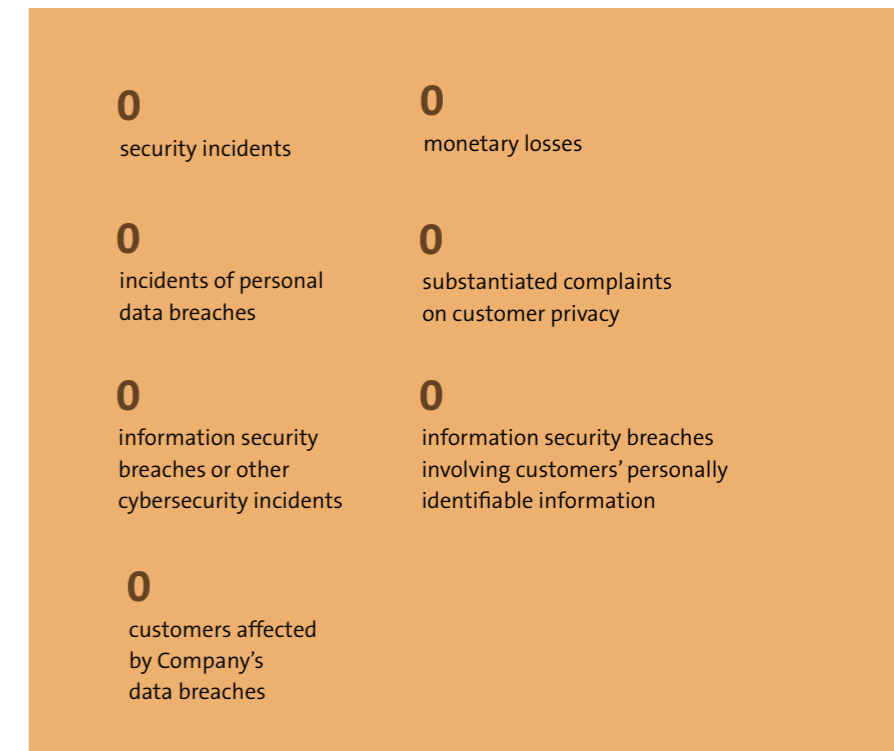 0
security incidents
0
monetary losses
0
incidents of personal
data breaches
0
substantiated complaints
on customer privacy
0
information security
breaches or other
cybersecurity incidents
0
information security breaches
involving customers’ personally
identifiable information
0
customers affected
by Company’s
data breaches